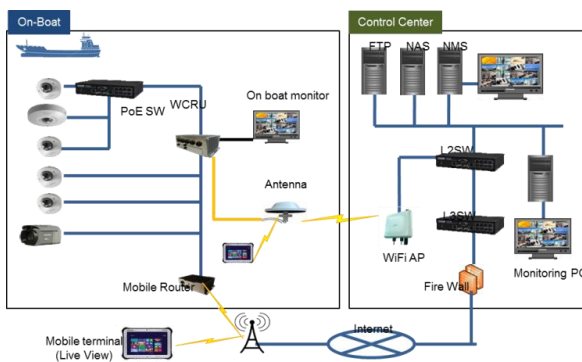 On-Boat
Control Center
FTP
NAS
NMS
PoE SW
WCRU
On boat monitor
L2SW
Antenna
L3SW
WiFi AP
Monitoring PC
Mobile Router
Fire Wall
Internet
Mobile terminal
(Live View)